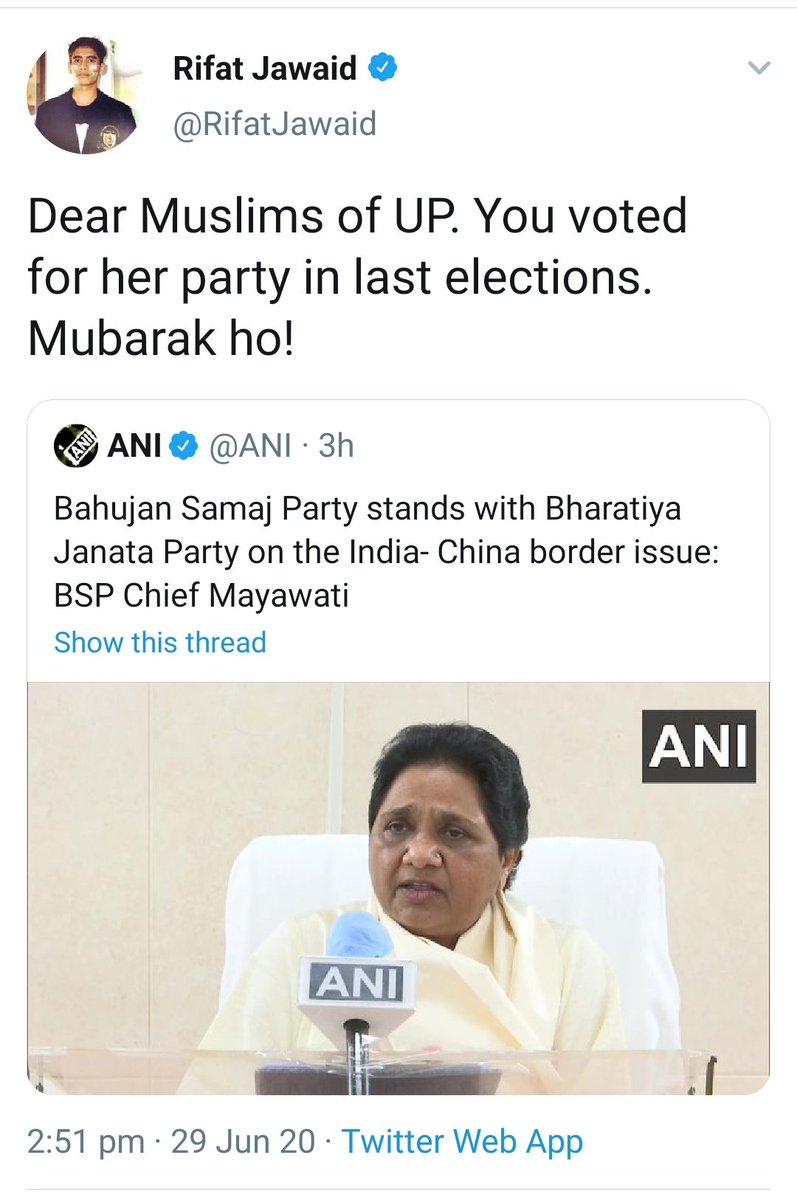 Rifat Jawaid
@RifatJawaid
Dear Muslims of UP. You voted
for her party in last elections.
Mubarak ho!
ANI
ANI @ANI · 3h
Bahujan Samaj Party stands with Bharatiya
Janata Party on the India- China border issue:
BSP Chief Mayawati
Show this thread
ANI
ANI
2:51 pm · 29 Jun 20 · Twitter Web App